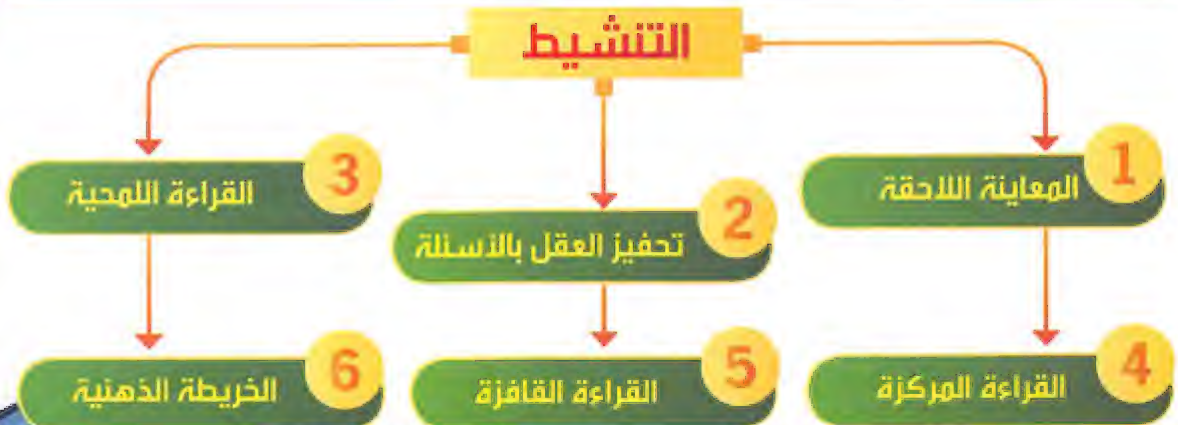 التنشيط
1
المعاينة اللاحقة
2
تحفيز العقل بالأسئلة
3
القراءة اللمحية
4
القراءة المركزة
5
القراءة القافزة
6
الخريطة الذهنية